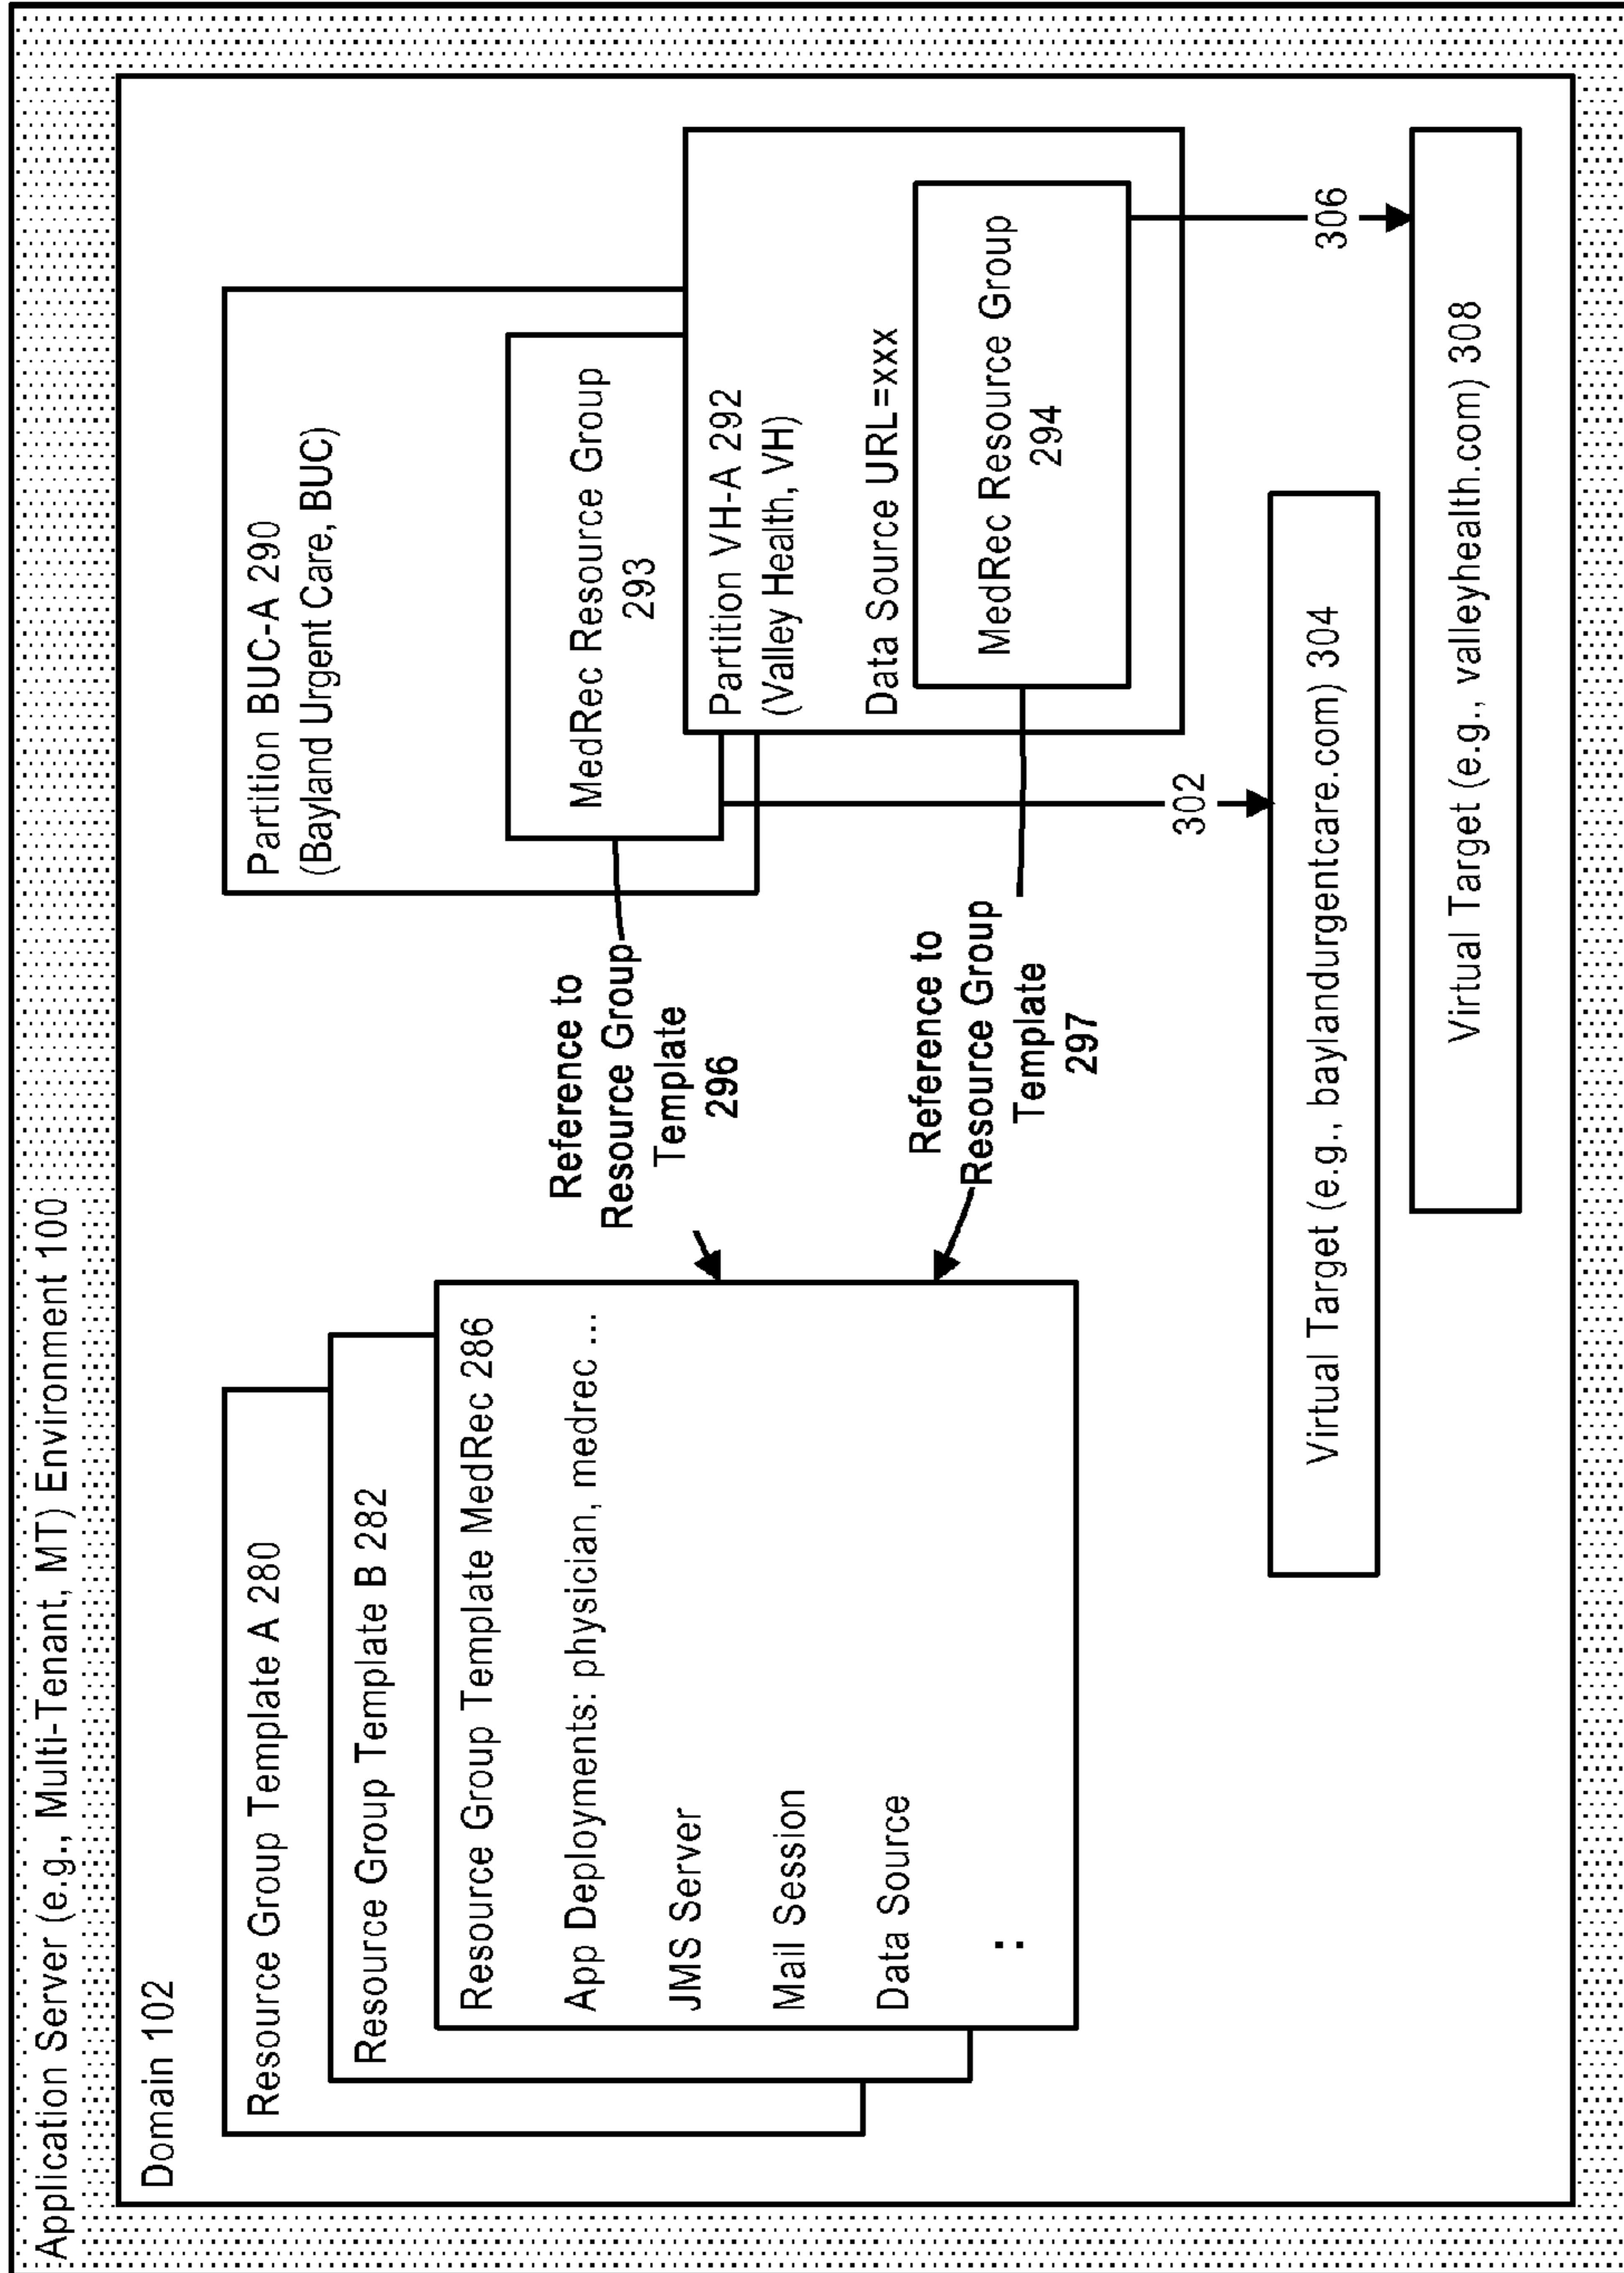 Application Server (e.g., Multi-Tenant, MT) Environment 100
Domain 102
Resource Group Template A 280
Resource Group Template B 282
Resource Group Template MedRec 286
App Deployments: physician, medrec ...
JMS Server
Mail Session
Data Source
:
Reference to
Resource Group
Template
296
Reference to
Resource Group
Template
297
Partition BUC-A 290
(Bayland Urgent Care, BUC)
MedRec Resource Group
293
Partition VH-A 292
(Valley Health, VH)
Data Source URL=xxx
MedRec Resource Group
294
302
306
Virtual Target (e.g., baylandurgentcare.com) 304
Virtual Target (e.g., valleyhealth.com) 308